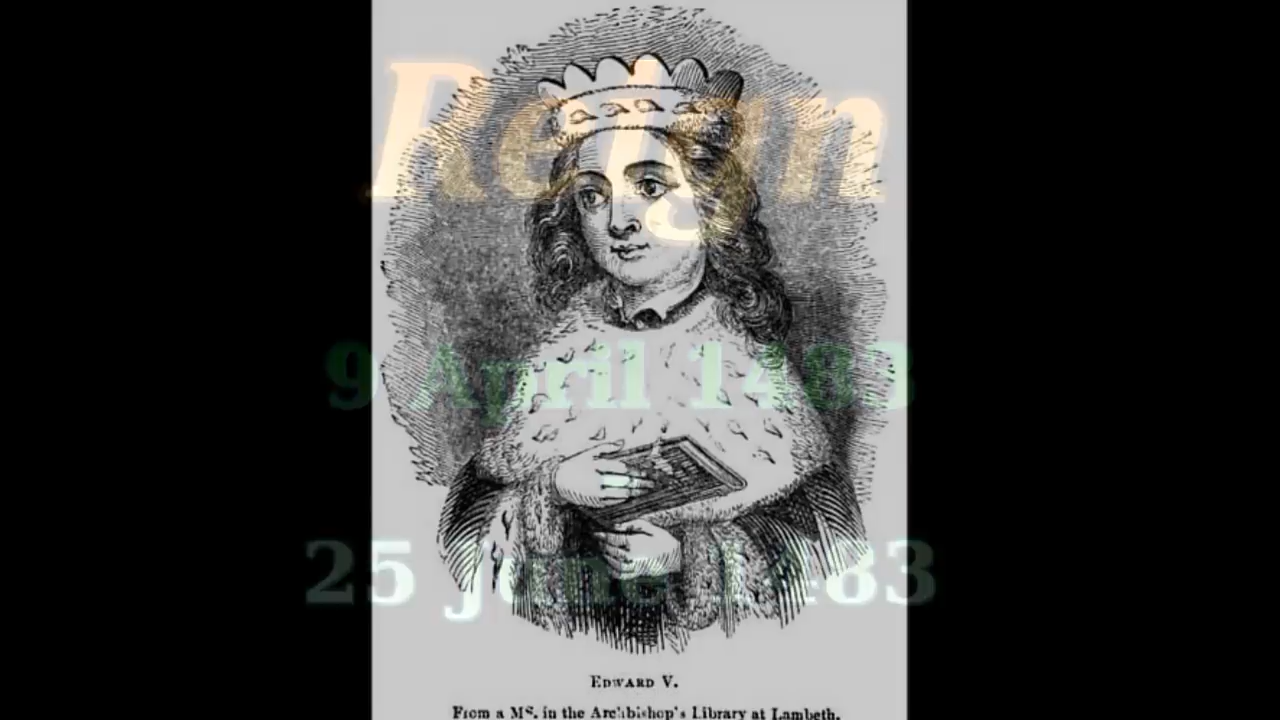 Reign
9 April 1483
25 June 1483
EDWARD V.
From a MS. in the Archbishop's Library at Lambeth.